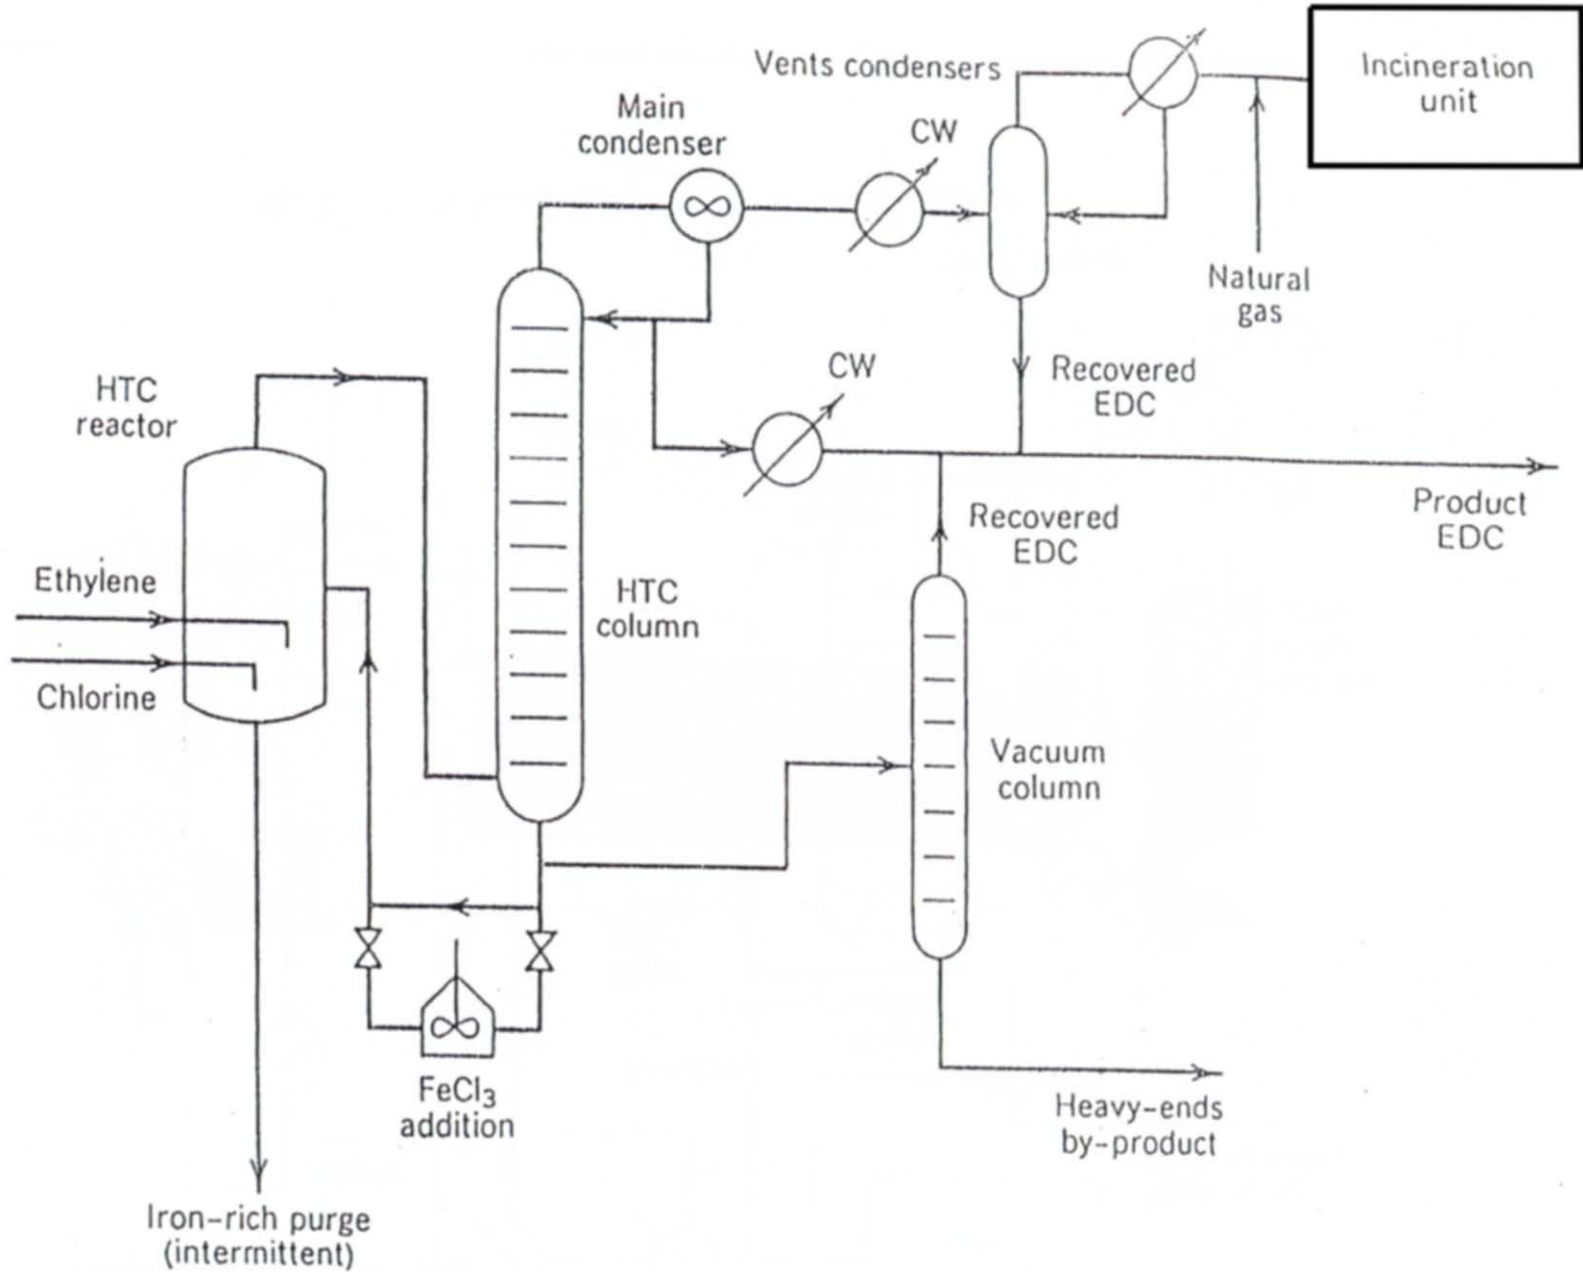 Vents condensers
Incineration
unit
Main
condenser
CW
Natural
gas
HTC
reactor
CW
Recovered
EDC
Product
EDC
Recovered
EDC
Ethylene
HTC
column
Chlorine
Vacuum
column
FeCl₃
addition
Heavy-ends
by-product
Iron-rich purge
(intermittent)